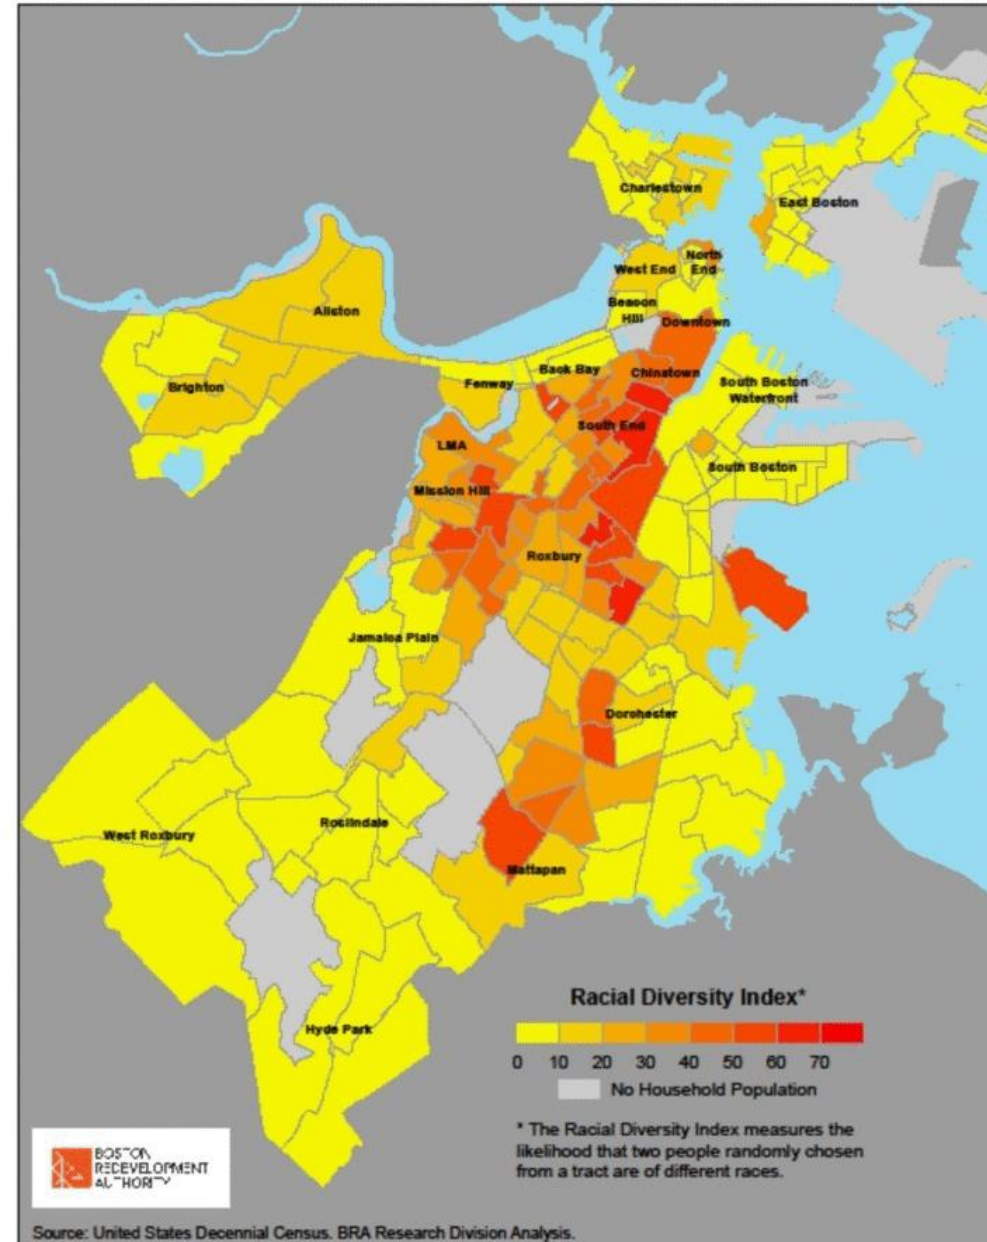 Charlestown
East Boston
North
End
West End
Beacon
Hill
Downtown
Allston
Back Bay
Chinatown
Fenway
South Boston
Waterfront
Brighton
South End
LMA
South Boston
Mission Hill
Roxbury
Jamaica Plain
Dorchester
Roslindale
West Roxbury
Mattapan
Hyde Park
Racial Diversity Index*
0 10 20 30 40 50 60 70
No Household Population
* The Racial Diversity Index measures the
likelihood that two people randomly chosen
from a tract are of different races.
BOSTON
REDEVELOPMENT
AUTHORITY
Source: United States Decennial Census. BRA Research Division Analysis.